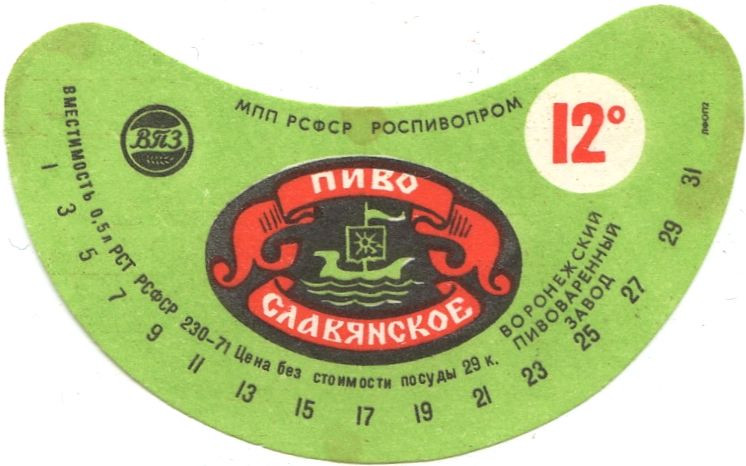 МПП РСФСР РОСПИВОПРОМ
ВПЗ
12°
ЛФОП2
ПИВО
СЛАВЯНСКОЕ
ВОРОНЕЖСКИЙ
ПИВОВАРЕННЫЙ
ЗАВОД
ВМЕСТИМОСТЬ 0,5 л РСТ РСФСР 230-71 Цена без стоимости посуды 29 к.
1 3 5 7 9 11 13 15 17 19 21 23 25 27 29 31